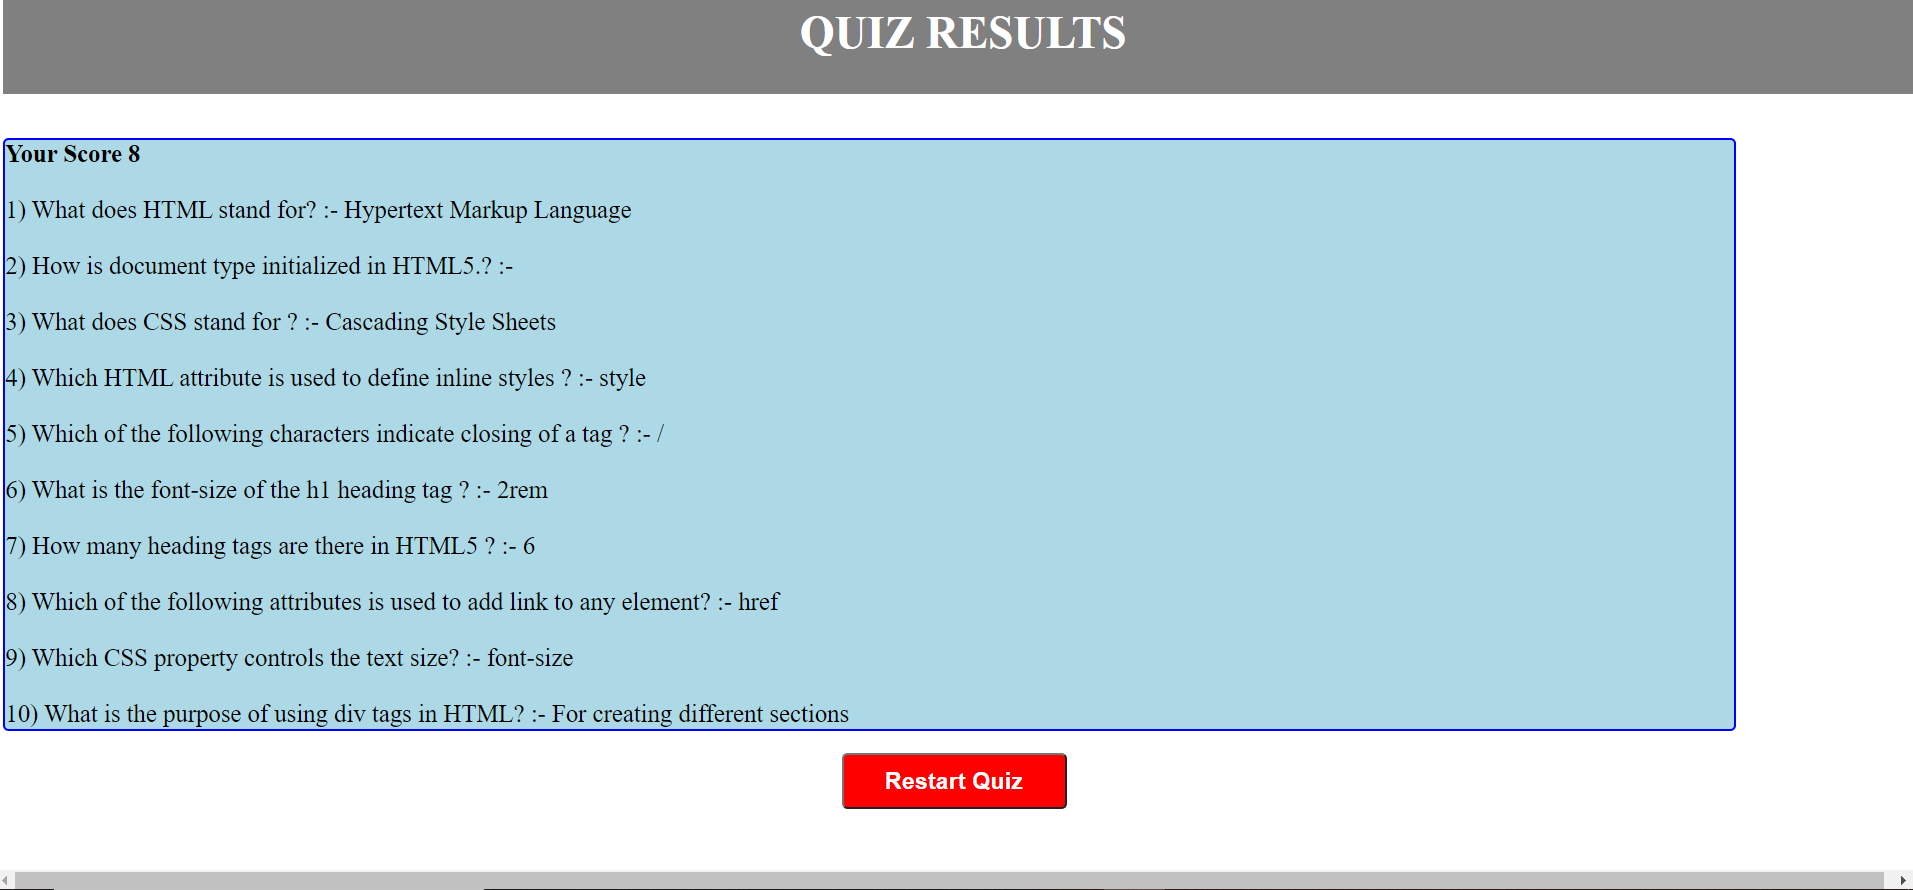 QUIZ RESULTS
Your Score 8
1) What does HTML stand for? :- Hypertext Markup Language
2) How is document type initialized in HTML5.? :-
3) What does CSS stand for ? :- Cascading Style Sheets
4) Which HTML attribute is used to define inline styles ? :- style
5) Which of the following characters indicate closing of a tag ? :- /
6) What is the font-size of the h1 heading tag ? :- 2rem
7) How many heading tags are there in HTML5 ? :- 6
8) Which of the following attributes is used to add link to any element? :- href
9) Which CSS property controls the text size? :- font-size
10) What is the purpose of using div tags in HTML? :- For creating different sections
Restart Quiz